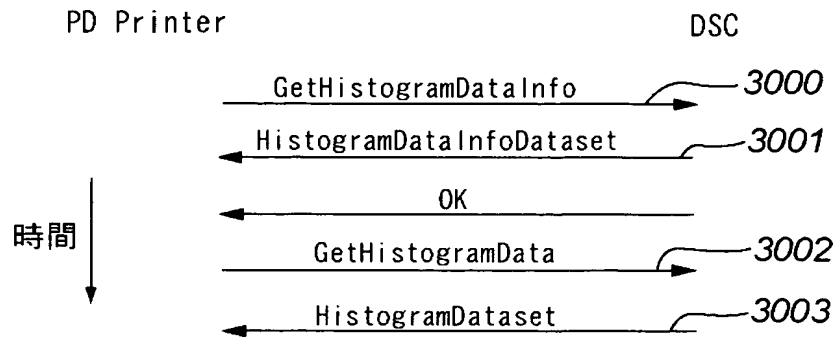 PD Printer DSC
GetHistogramDataInfo 3000
HistogramDataInfoDataset 3001
OK
時間
GetHistogramData 3002
HistogramDataset 3003